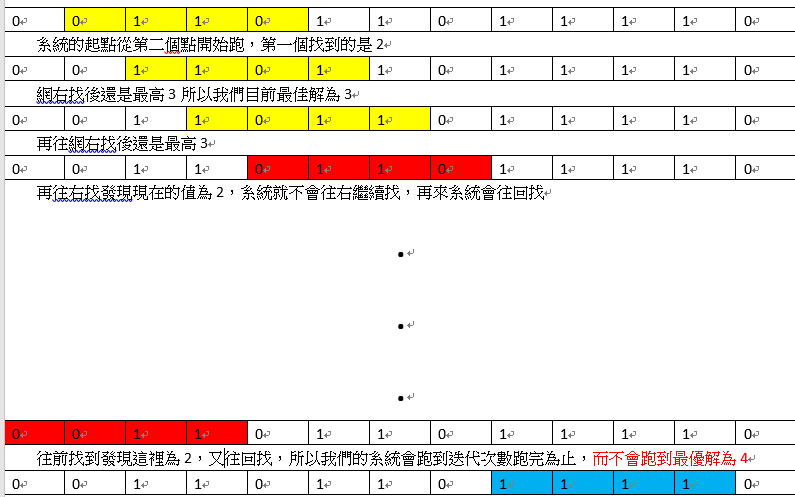 0 0 1 1 0 1 1 0 1 1 1 1 0
系統的起點從第二個點開始跑，第一個找到的是 2
0 0 1 1 0 1 1 0 1 1 1 1 0
網右找後還是最高 3 所以我們目前最佳解為 3
0 0 1 1 0 1 1 0 1 1 1 1 0
再往網右找後還是最高 3
0 0 1 1 0 1 1 0 1 1 1 1 0
再往右找發現現在的值為 2，系統就不會往右繼續找，再來系統會往回找
0 0 1 1 0 1 1 0 1 1 1 1 0
往前找到發現這裡為 2，又往回找，所以我們的系統會跑到迭代次數跑完為止，而不會跑到最優解為 4
0 0 1 1 0 1 1 0 1 1 1 1 0